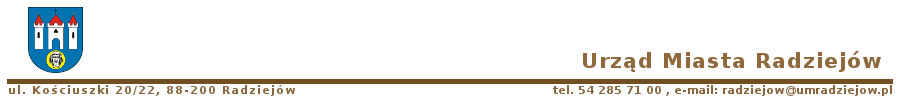 Urząd Miasta Radziejów
ul. Kościuszki 20/22, 88-200 Radziejów
tel. 54 285 71 00 , e-mail: radziejow@umradziejow.pl